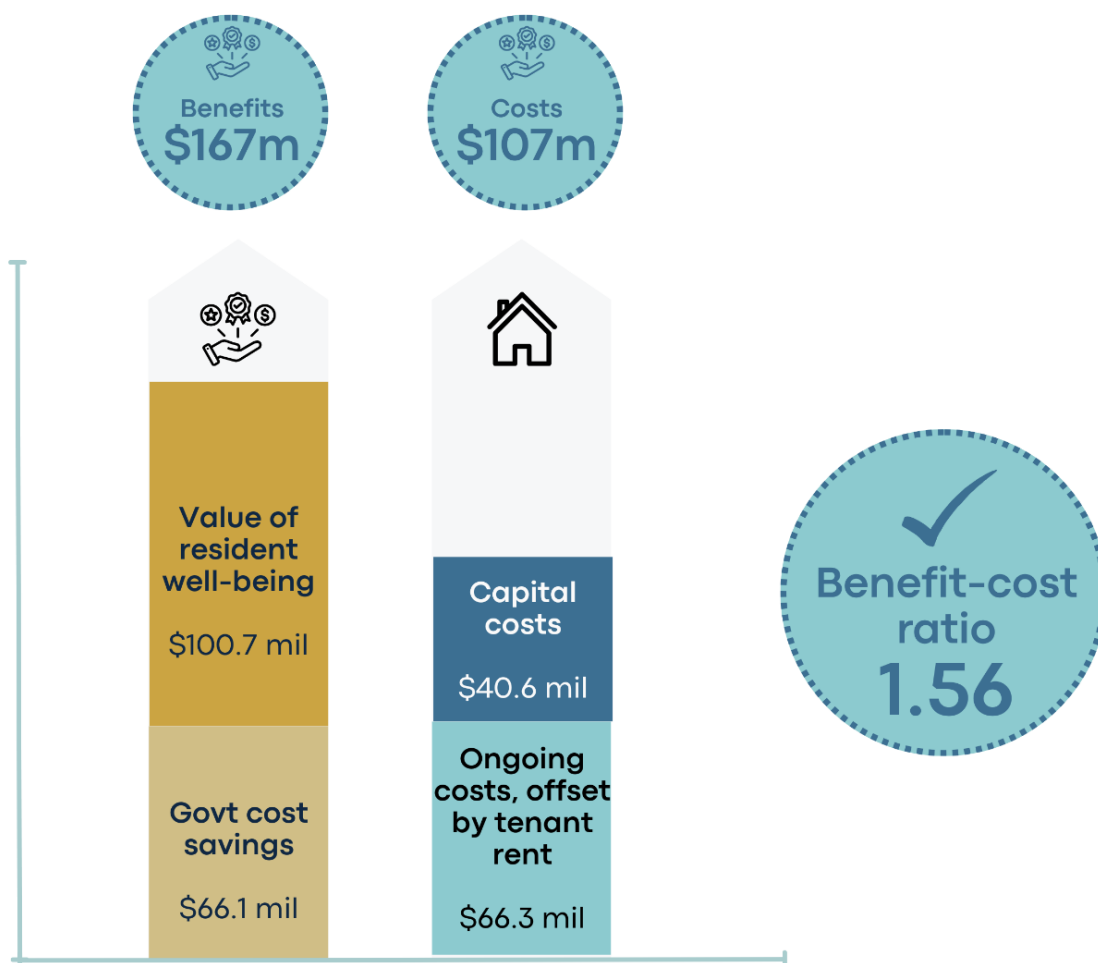 Benefits
$167m
Costs
$107m
Value of
resident
well-being
$100.7 mil
Govt cost
savings
$66.1 mil
Capital
costs
$40.6 mil
Ongoing
costs, offset
by tenant
rent
$66.3 mil
Benefit-cost
ratio
1.56